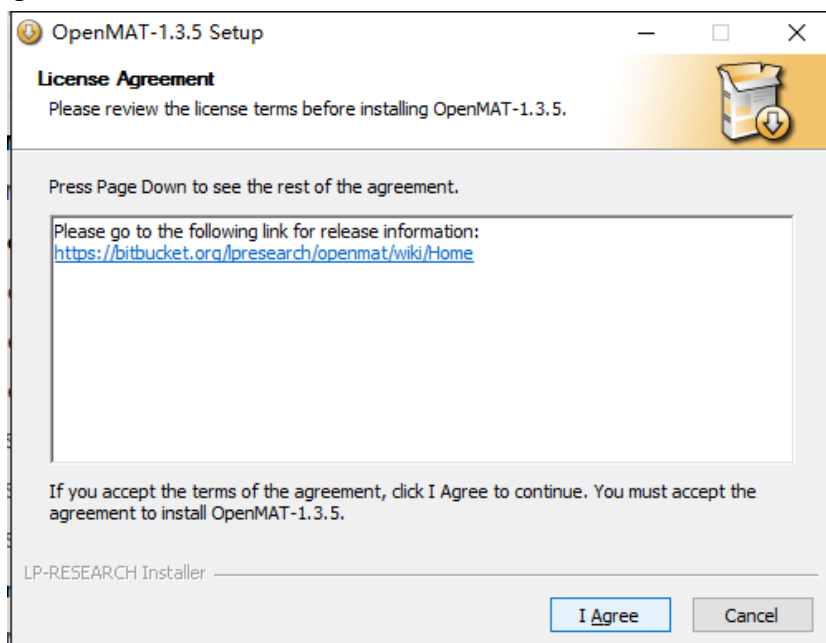 OpenMAT-1.3.5 Setup
License Agreement
Please review the license terms before installing OpenMAT-1.3.5.
Press Page Down to see the rest of the agreement.
Please go to the following link for release information:
https://bitbucket.org/lpresearch/openmat/wiki/Home
If you accept the terms of the agreement, click I Agree to continue. You must accept the
agreement to install OpenMAT-1.3.5.
LP-RESEARCH Installer
I Agree
Cancel